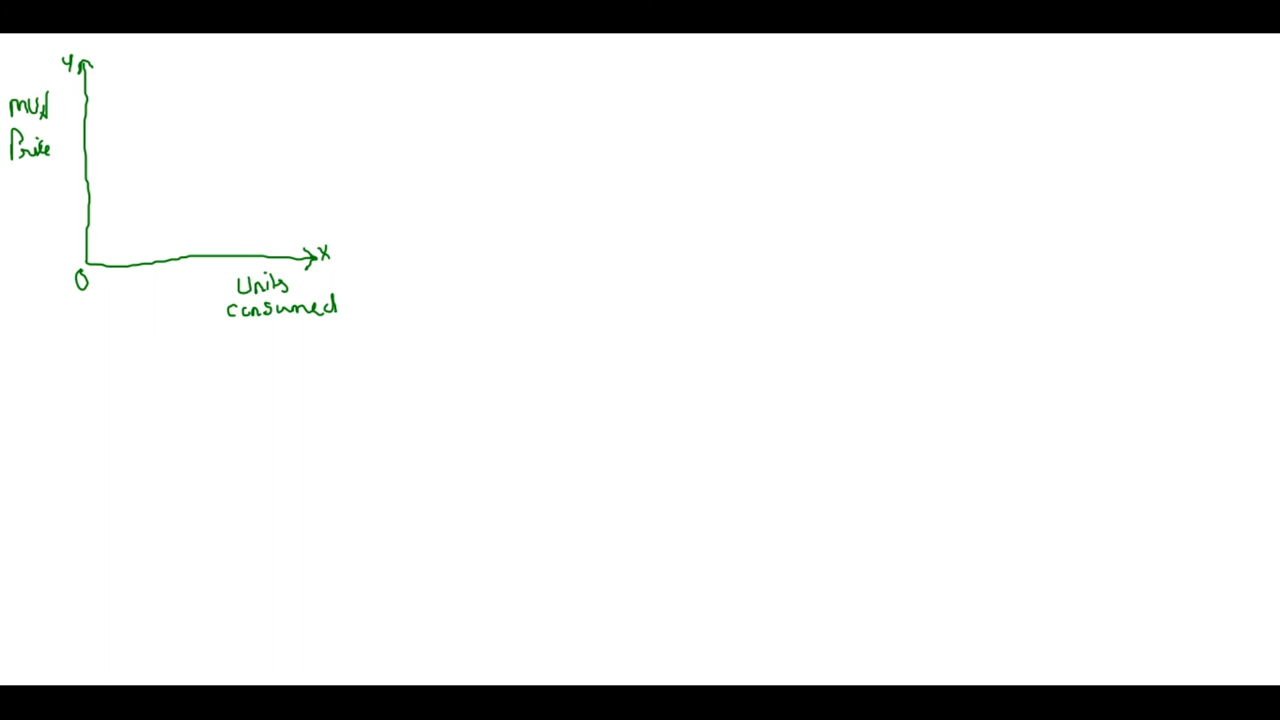 Y
MUx/
Price
X
O
Units
consumed